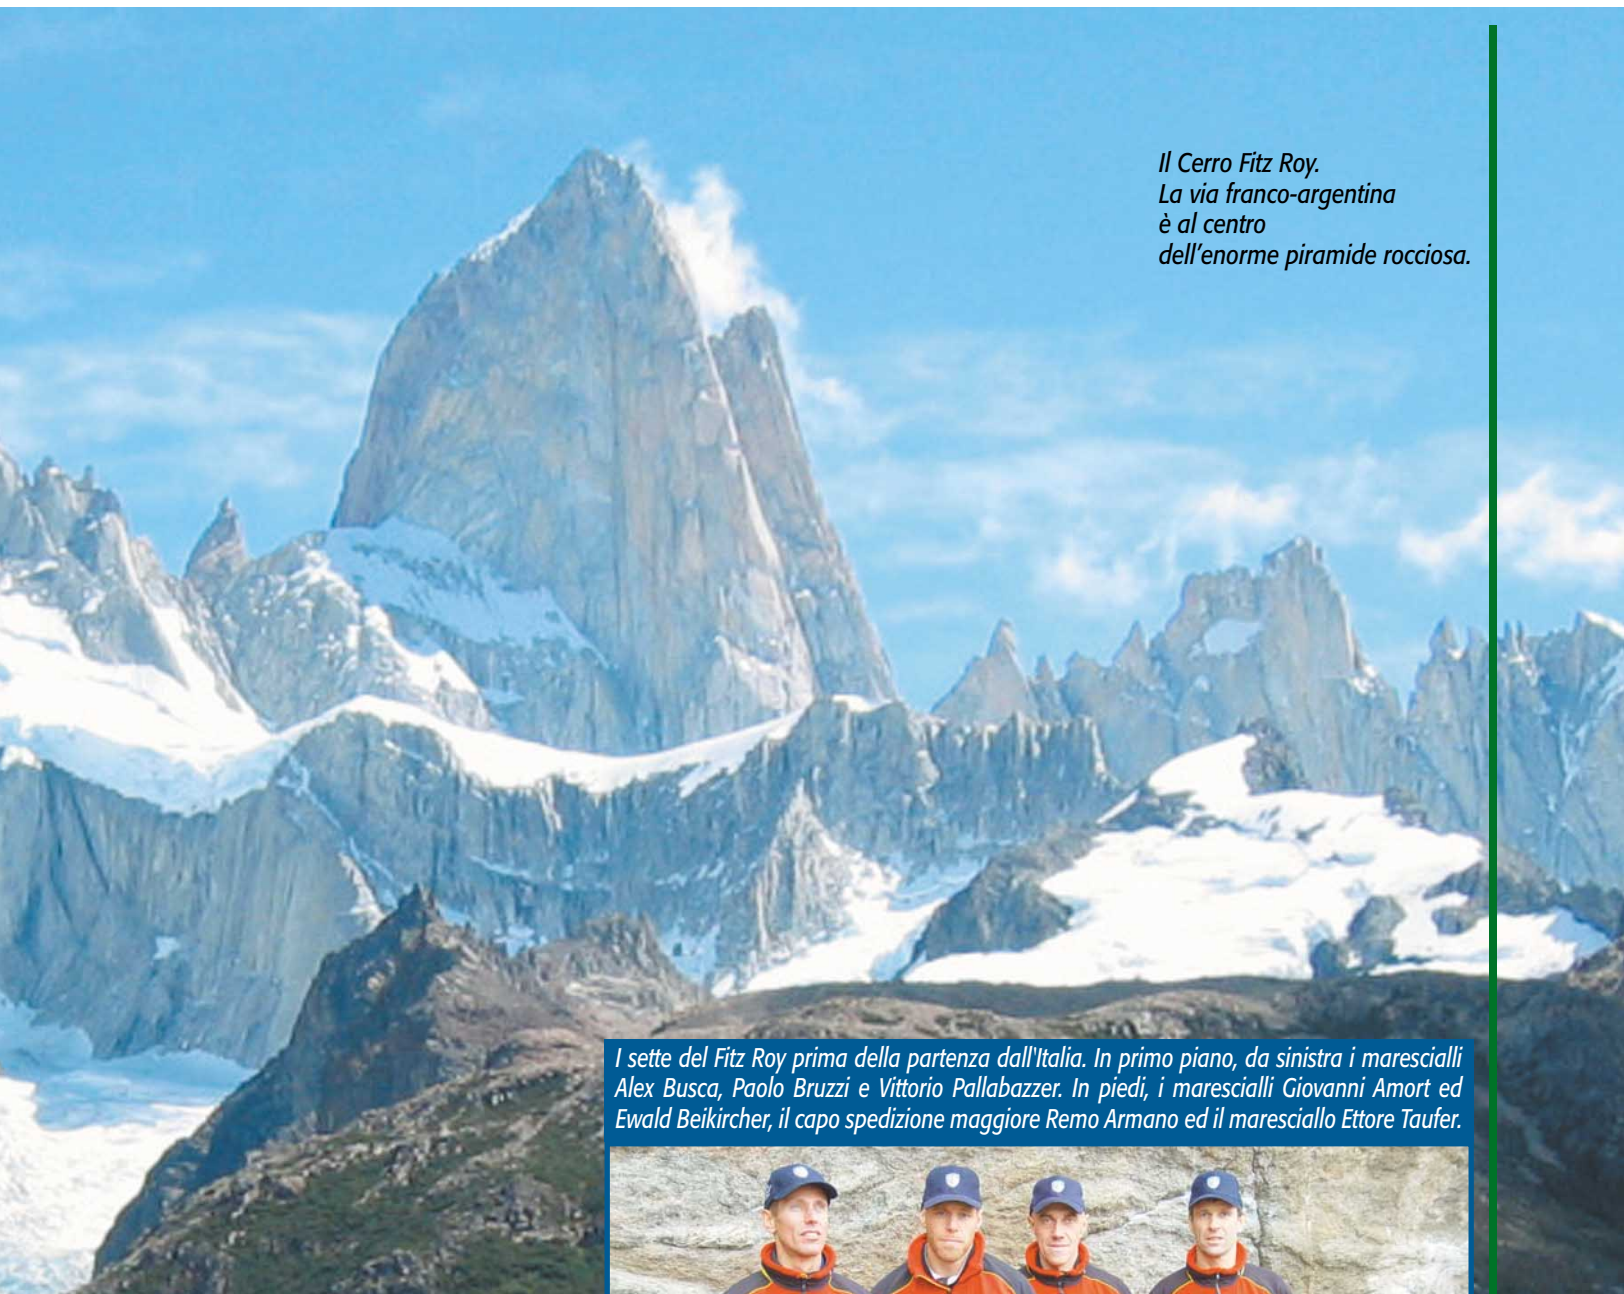 Il Cerro Fitz Roy.
La via franco-argentina
è al centro
dell'enorme piramide rocciosa.
I sette del Fitz Roy prima della partenza dall'Italia. In primo piano, da sinistra i marescialli
Alex Busca, Paolo Bruzzi e Vittorio Pallabazzer. In piedi, i marescialli Giovanni Amort ed
Ewald Beikircher, il capo spedizione maggiore Remo Armano ed il maresciallo Ettore Taufer.